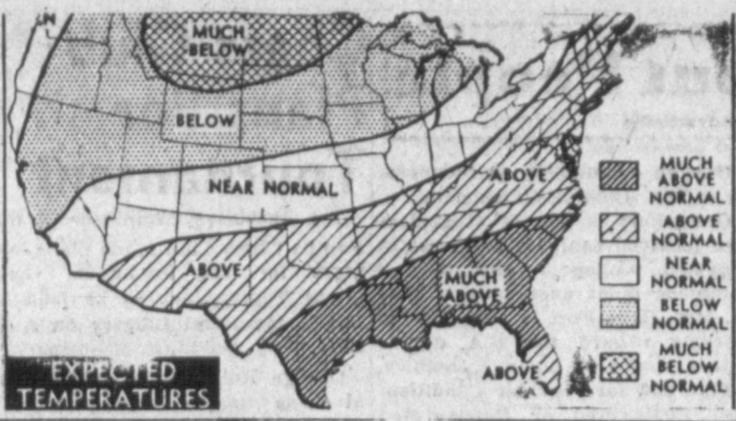 N
MUCH
BELOW
BELOW
NEAR NORMAL
ABOVE
ABOVE
MUCH
ABOVE
ABOVE
MUCH
ABOVE
NORMAL
ABOVE
NORMAL
NEAR
NORMAL
BELOW
NORMAL
MUCH
BELOW
NORMAL
EXPECTED
TEMPERATURES